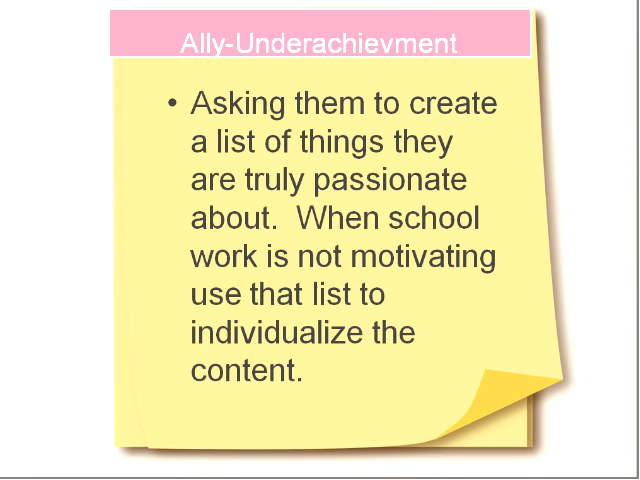 Ally-Underachievment
• Asking them to create
a list of things they
are truly passionate
about.  When school
work is not motivating
use that list to
individualize the
content.